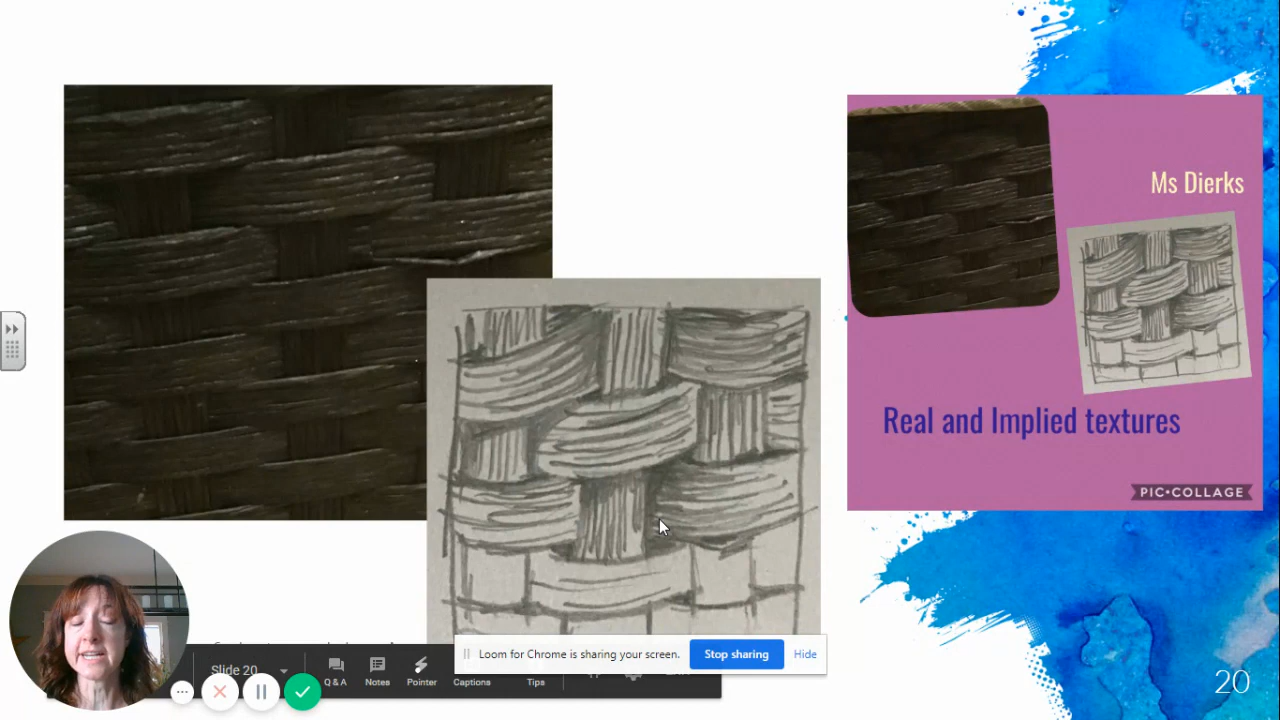 Ms Dierks
Real and Implied textures
PIC•COLLAGE
Loom for Chrome is sharing your screen.
Stop sharing
Hide
Slide 20
Q & A
Notes
Pointer
Captions
Tips
20